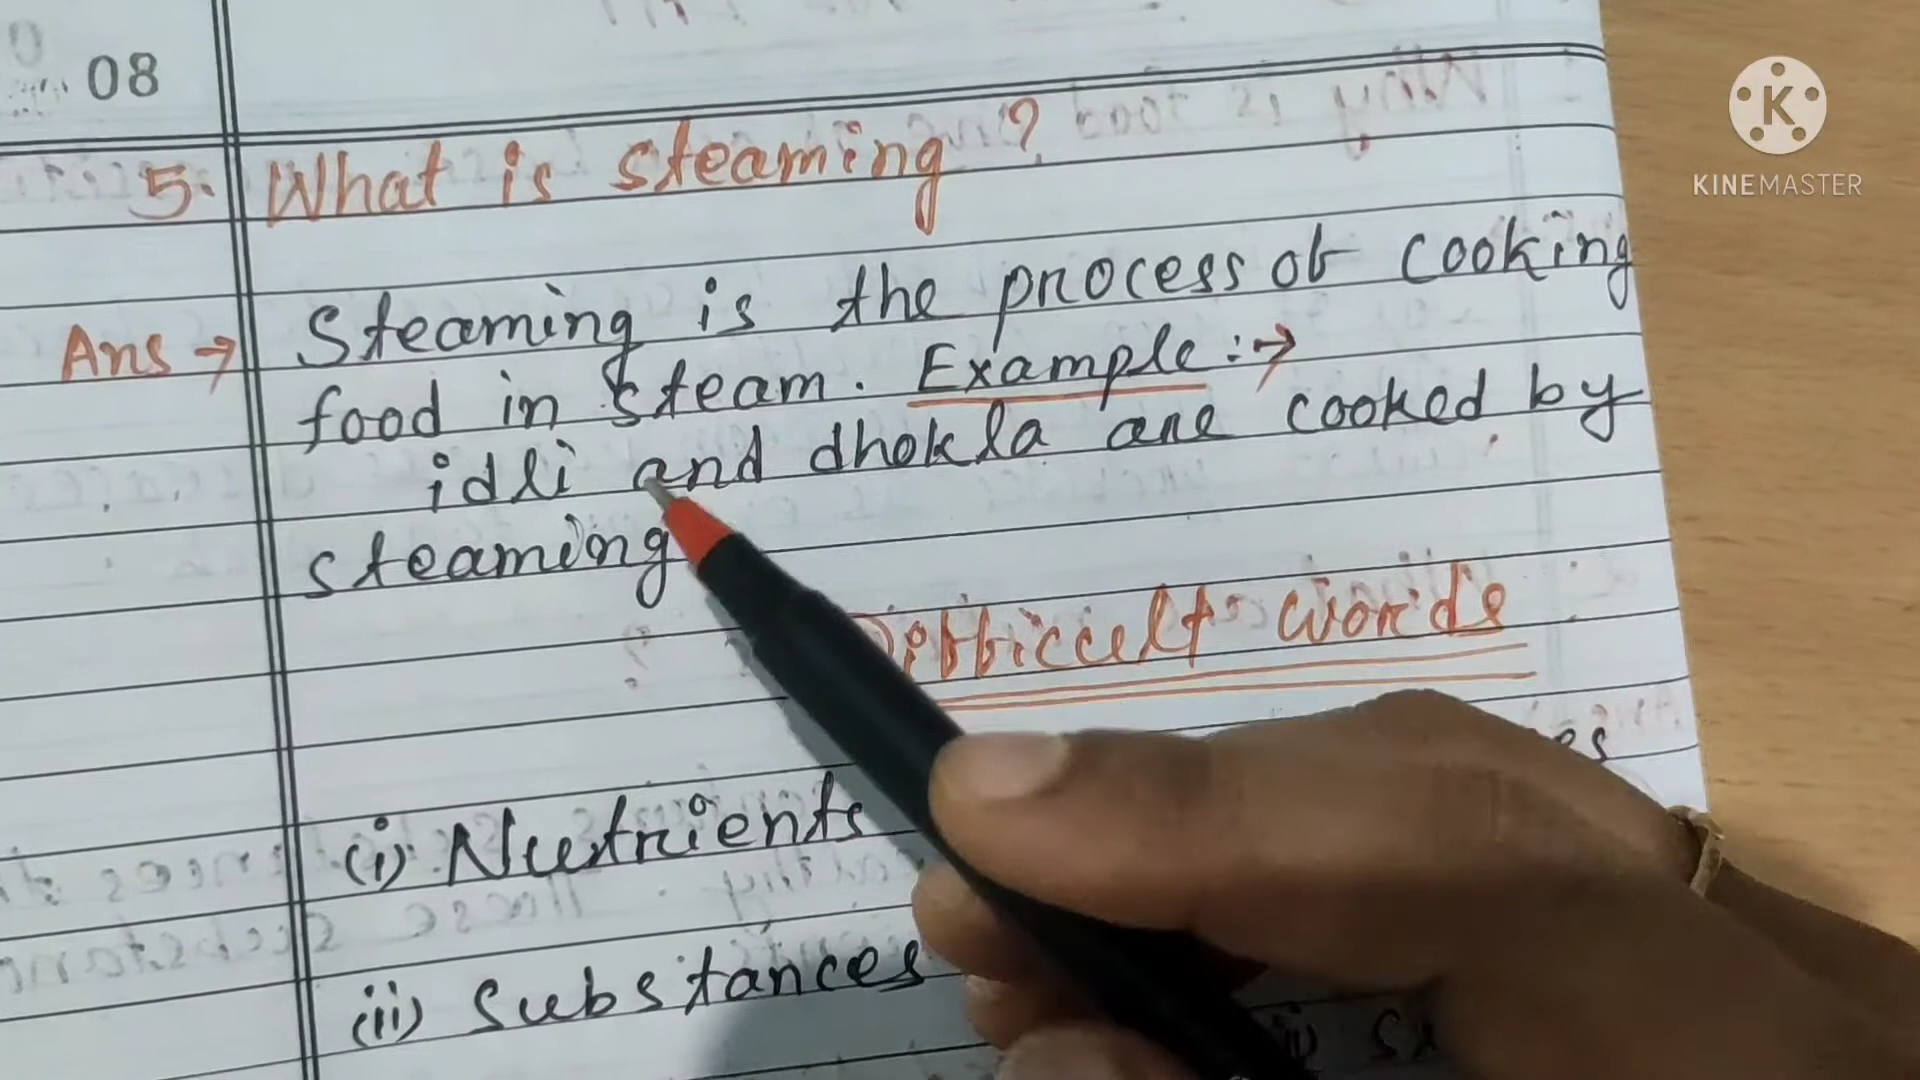 08
5. What is steaming ?
Ans → Steaming is the process of cooking
food in steam. Example :→
idli and dhokla are cooked by
steaming
Difficult words
(i) Nutrients
(ii) Substances
KINEMASTER